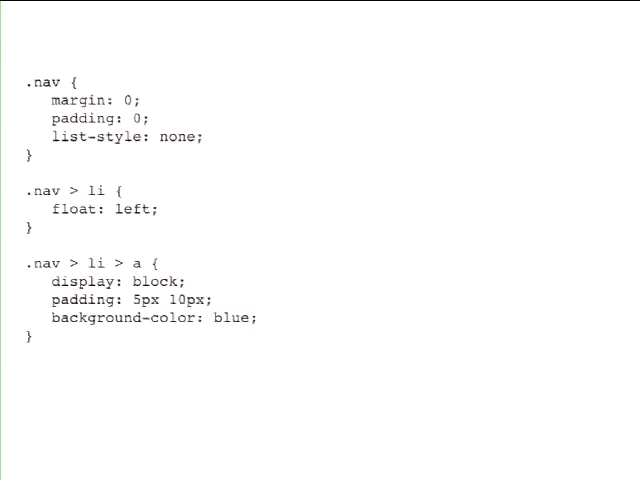 .nav {
   margin: 0;
   padding: 0;
   list-style: none;
}

.nav > li {
   float: left;
}

.nav > li > a {
   display: block;
   padding: 5px 10px;
   background-color: blue;
}